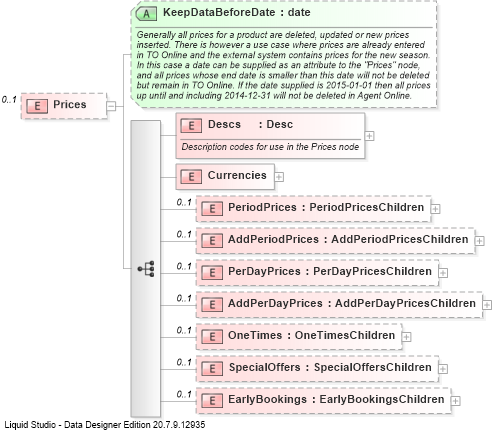 A KeepDataBeforeDate : date
Generally all prices for a product are deleted, updated or new prices
inserted. There is however a use case where prices are already entered
in TO Online and the external system contains prices for the new season.
In this case a date can be supplied as an attribute to the "Prices" node,
and all prices whose end date is smaller than this date will not be deleted
but remain in TO Online. If the date supplied is 2015-01-01 then all prices
up until and including 2014-12-31 will not be deleted in Agent Online.
0..1
E Prices
E Descs : Desc
Description codes for use in the Prices node
E Currencies
0..1
E PeriodPrices : PeriodPricesChildren
0..1
E AddPeriodPrices : AddPeriodPricesChildren
0..1
E PerDayPrices : PerDayPricesChildren
0..1
E AddPerDayPrices : AddPerDayPricesChildren
0..1
E OneTimes : OneTimesChildren
0..1
E SpecialOffers : SpecialOffersChildren
0..1
E EarlyBookings : EarlyBookingsChildren
Liquid Studio - Data Designer Edition 20.7.9.12935